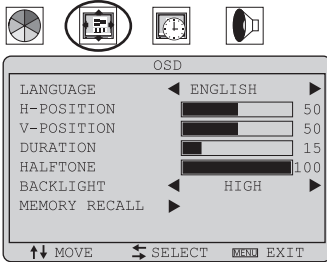 OSD
LANGUAGE ENGLISH
H-POSITION 50
V-POSITION 50
DURATION 15
HALFTONE 100
BACKLIGHT HIGH
MEMORY RECALL
MOVE SELECT MENU EXIT